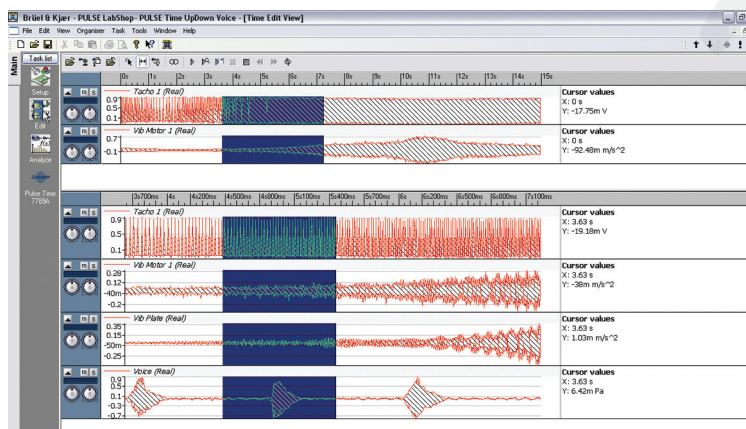 Brüel & Kjær - PULSE LabShop - PULSE Time UpDown Voice - [Time Edit View]
File Edit View Organiser Task Tools Window Help
Main
Task list
Setup
Edit
f(x)
Analyze
Pulse Time
7789A
0s 1s 2s 3s 4s 5s 6s 7s 8s 9s 10s 11s 12s 13s 14s 15s
m s
Tacho 1 (Real)
0.9
0.5
0.1
Cursor values
X: 0 s
Y: -17.75m V
m s
Vib Motor 1 (Real)
0.7
-0.1
Cursor values
X: 0 s
Y: -92.48m m/s^2
3s700ms 4s 4s200ms 4s500ms 4s800ms 5s100ms 5s400ms 5s700ms 6s 6s200ms 6s500ms 6s800ms 7s100ms
m s
Tacho 1 (Real)
0.9
0.5
0.1
Cursor values
X: 3.63 s
Y: -19.18m V
m s
Vib Motor 1 (Real)
0.28
0.12
-40m
-0.2
Cursor values
X: 3.63 s
Y: -38m m/s^2
m s
Vib Plate (Real)
0.35
0.15
-50m
-0.25
Cursor values
X: 3.63 s
Y: 1.03m m/s^2
m s
Voice (Real)
0.9
0.5
0.1
-0.3
-0.7
Cursor values
X: 3.63 s
Y: 6.42m Pa